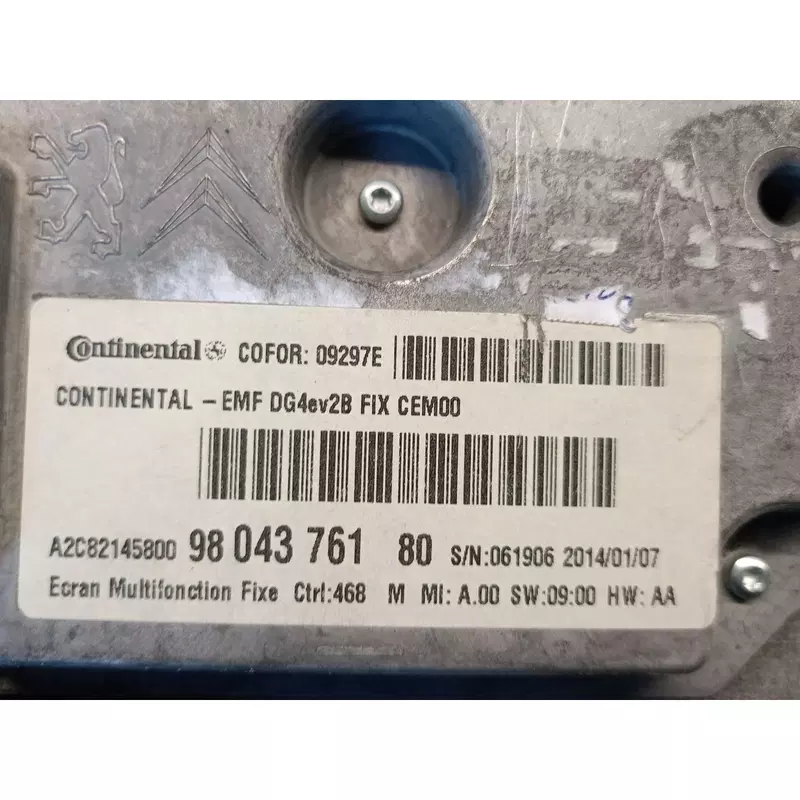 Continental COFOR: 09297E
CONTINENTAL - EMF DG4ev2B FIX CEM00
A2C82145800 98 043 761 80 S/N:061906 2014/01/07
Ecran Multifonction Fixe Ctrl:468 M MI: A.00 SW:09:00 HW: AA